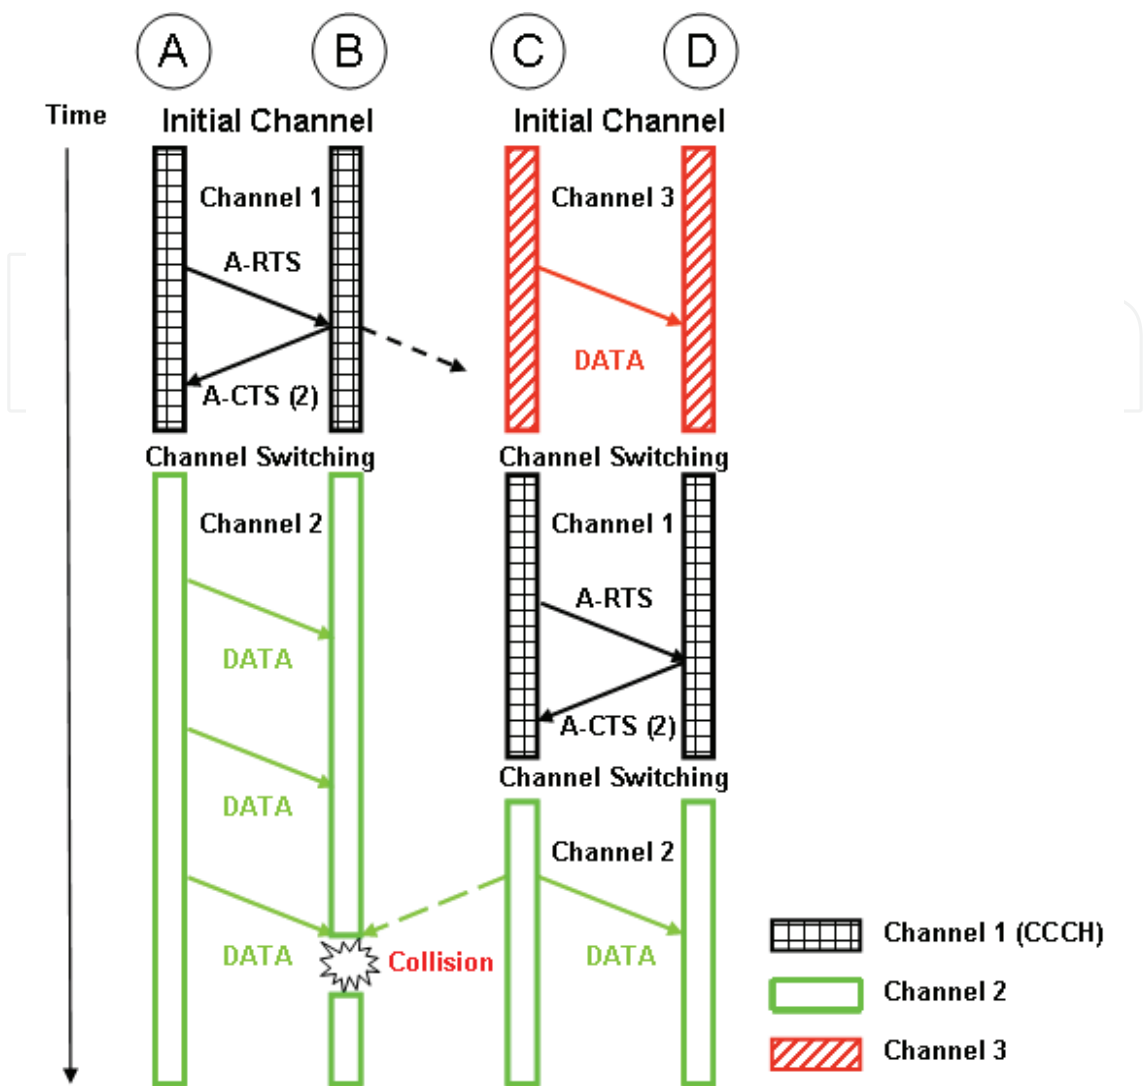 A
B
C
D
Time
Initial Channel
Initial Channel
Channel 1
Channel 3
A-RTS
DATA
A-CTS (2)
Channel Switching
Channel Switching
Channel 2
Channel 1
A-RTS
DATA
A-CTS (2)
Channel Switching
DATA
Channel 2
DATA
Collision
DATA
Channel 1 (CCCH)
Channel 2
Channel 3